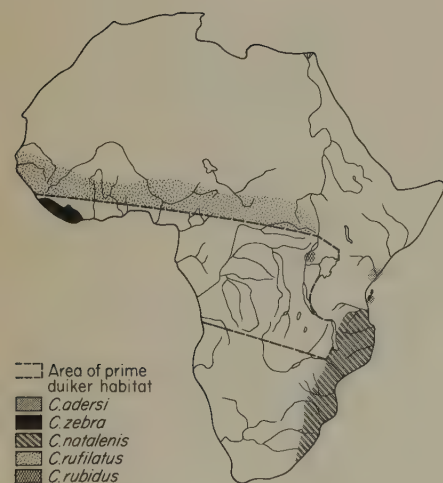 Area of prime
duiker habitat
C.adersi
C.zebra
C.natalenis
C.rufilatus
C.rubidus